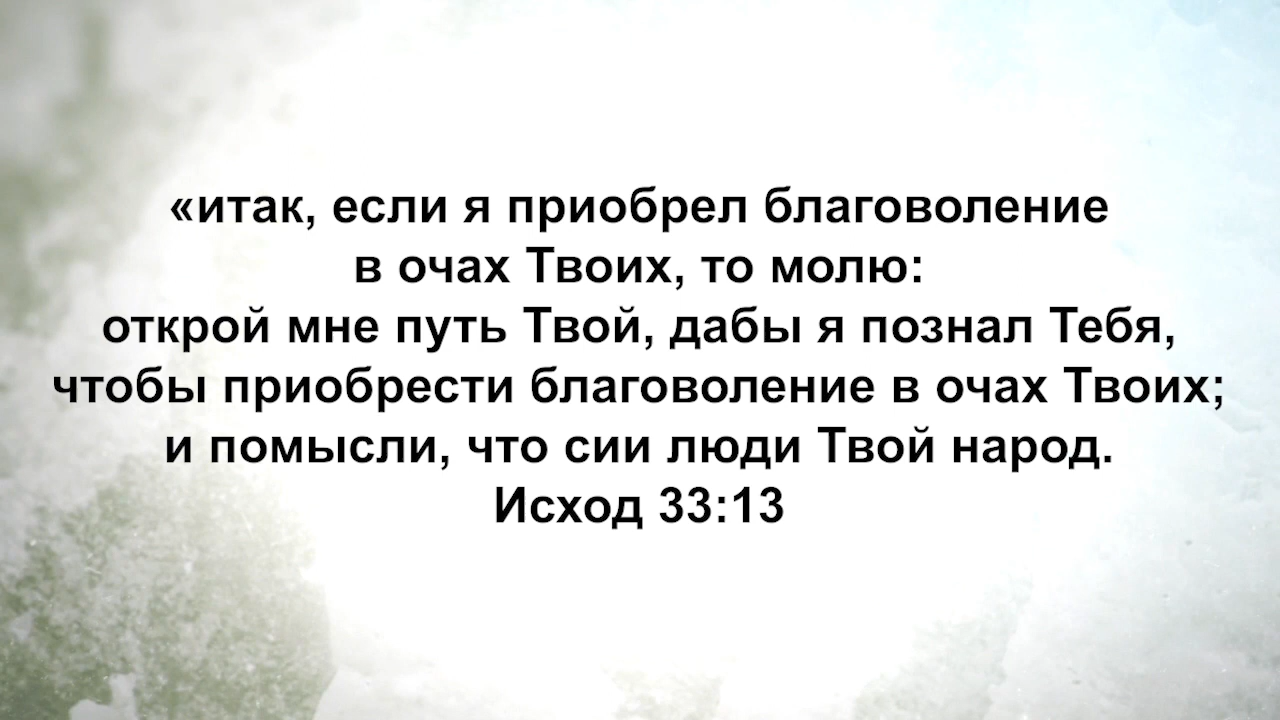 «итак, если я приобрел благоволение
в очах Твоих, то молю:
открой мне путь Твой, дабы я познал Тебя,
чтобы приобрести благоволение в очах Твоих;
и помысли, что сии люди Твой народ.
Исход 33:13